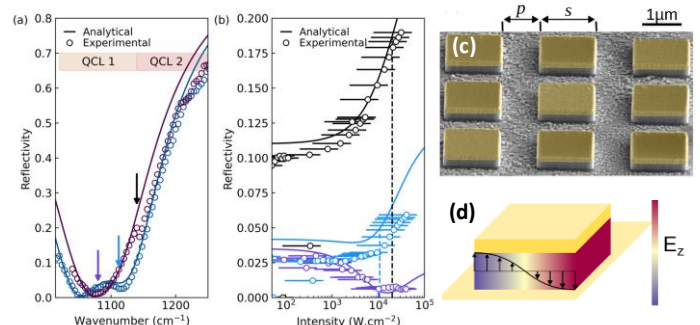 (a)
Analytical
Experimental
QCL 1
QCL 2
Reflectivity
0.8
0.7
0.6
0.5
0.4
0.3
0.2
0.1
0.0
1100
1200
Wavenumber (cm⁻¹)
(b)
Analytical
Experimental
Reflectivity
0.200
0.175
0.150
0.125
0.100
0.075
0.050
0.025
0.000
10²
10³
10⁴
10⁵
Intensity (W.cm⁻²)
p
s
1μm
(c)
(d)
E_z